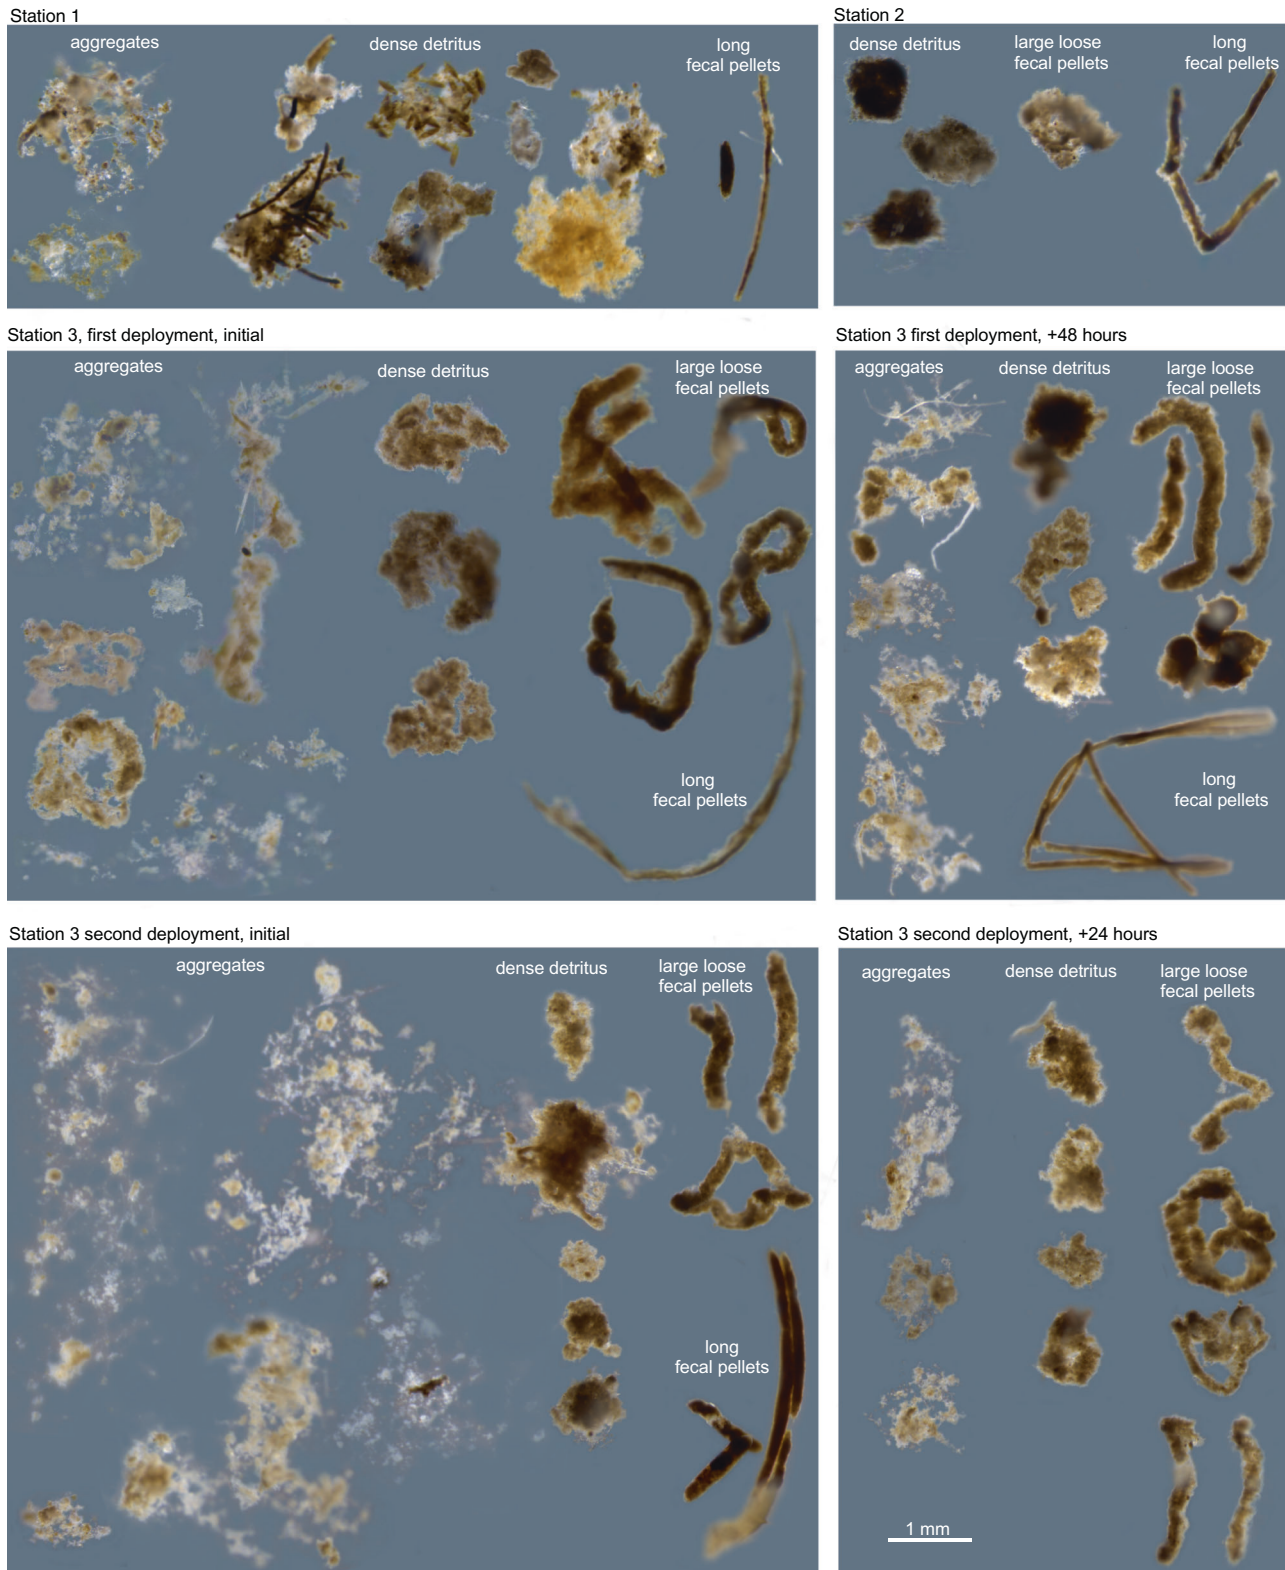 Station 1
aggregates
dense detritus
long
fecal pellets
Station 2
dense detritus
large loose
fecal pellets
long
fecal pellets
Station 3, first deployment, initial
aggregates
dense detritus
large loose
fecal pellets
long
fecal pellets
Station 3 first deployment, +48 hours
aggregates
dense detritus
large loose
fecal pellets
long
fecal pellets
Station 3 second deployment, initial
aggregates
dense detritus
large loose
fecal pellets
long
fecal pellets
Station 3 second deployment, +24 hours
aggregates
dense detritus
large loose
fecal pellets
1 mm